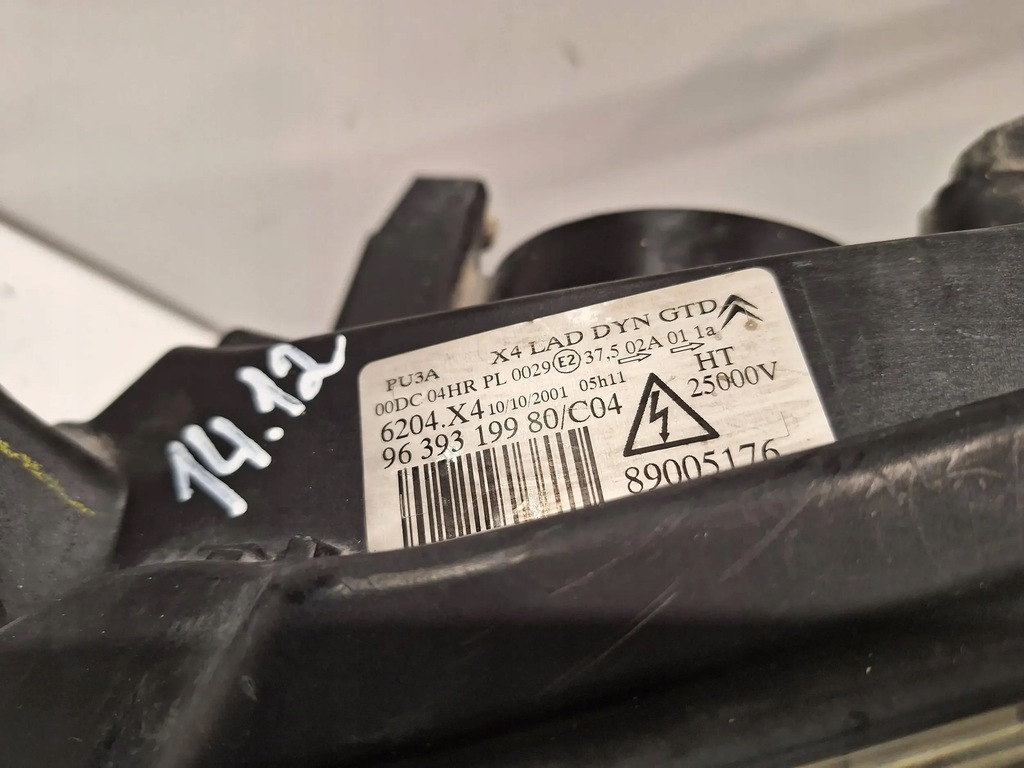 14.12
X4 LAD DYN GTD
PU3A
00DC 04HR PL 0029 E2 37.5 02A 01 1a
6204.X4 10/10/2001 05h11
HT
25000V
96 393 199 80/C04
89005176